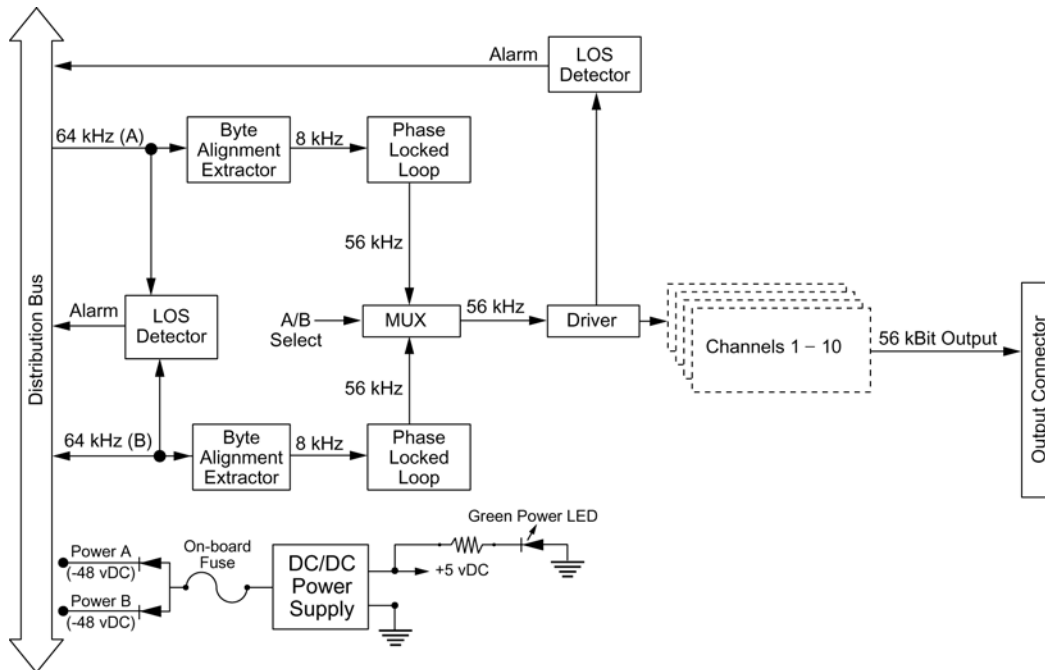 Alarm
LOS
Detector
64 kHz (A)
Byte
Alignment
Extractor
8 kHz
Phase
Locked
Loop
56 kHz
Distribution Bus
Alarm
LOS
Detector
A/B
Select
MUX
56 kHz
Driver
Channels 1 – 10
56 kBit Output
Output Connector
56 kHz
64 kHz (B)
Byte
Alignment
Extractor
8 kHz
Phase
Locked
Loop
Green Power LED
Power A
(-48 vDC)
On-board
Fuse
DC/DC
Power
Supply
+5 vDC
Power B
(-48 vDC)